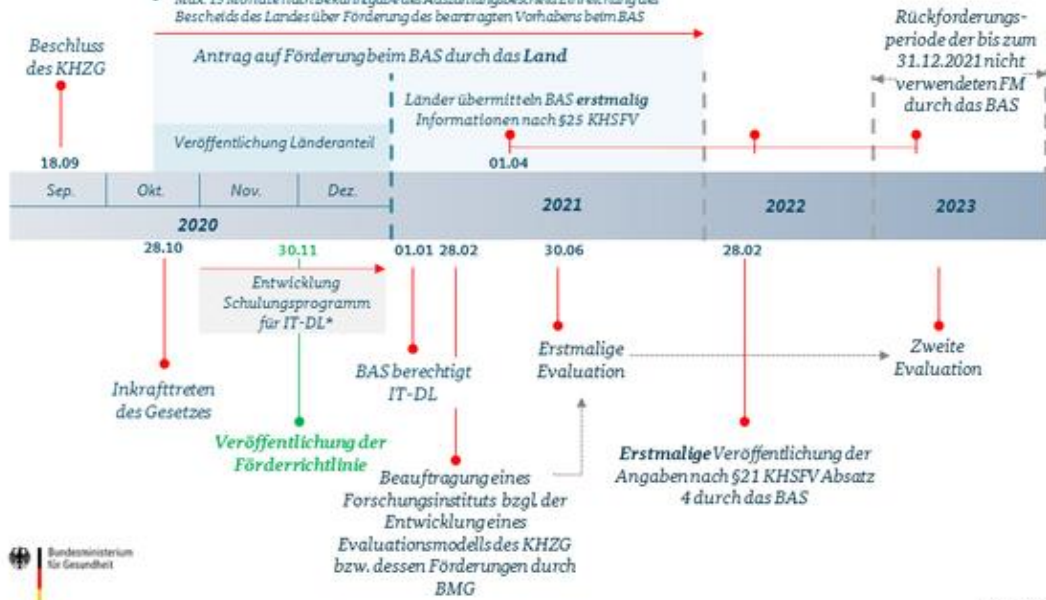 Bescheids des Landes über Förderung des beantragten Vorhabens beim BAS
Beschluss
des KHZG
Antrag auf Förderung beim BAS durch das Land
Rückforderungs-
periode der bis zum
31.12.2021 nicht
verwendeten FM
durch das BAS
Länder übermitteln BAS erstmalig
Informationen nach §25 KHSFV
Veröffentlichung Länderanteil
18.09
01.04
Sep.
Okt.
Nov.
Dez.
2020
2021
2022
2023
28.10
30.11
01.01
28.02
30.06
28.02
Entwicklung
Schulungsprogramm
für IT-DL*
Inkrafttreten
des Gesetzes
Veröffentlichung der
Förderrichtlinie
BAS berechtigt
IT-DL
Beauftragung eines
Forschungsinstituts bzgl. der
Entwicklung eines
Evaluationsmodells des KHZG
bzw. dessen Förderungen durch
BMG
Erstmalige
Evaluation
Erstmalige Veröffentlichung der
Angaben nach §21 KHSFV Absatz
4 durch das BAS
Zweite
Evaluation
Bundesministerium
für Gesundheit